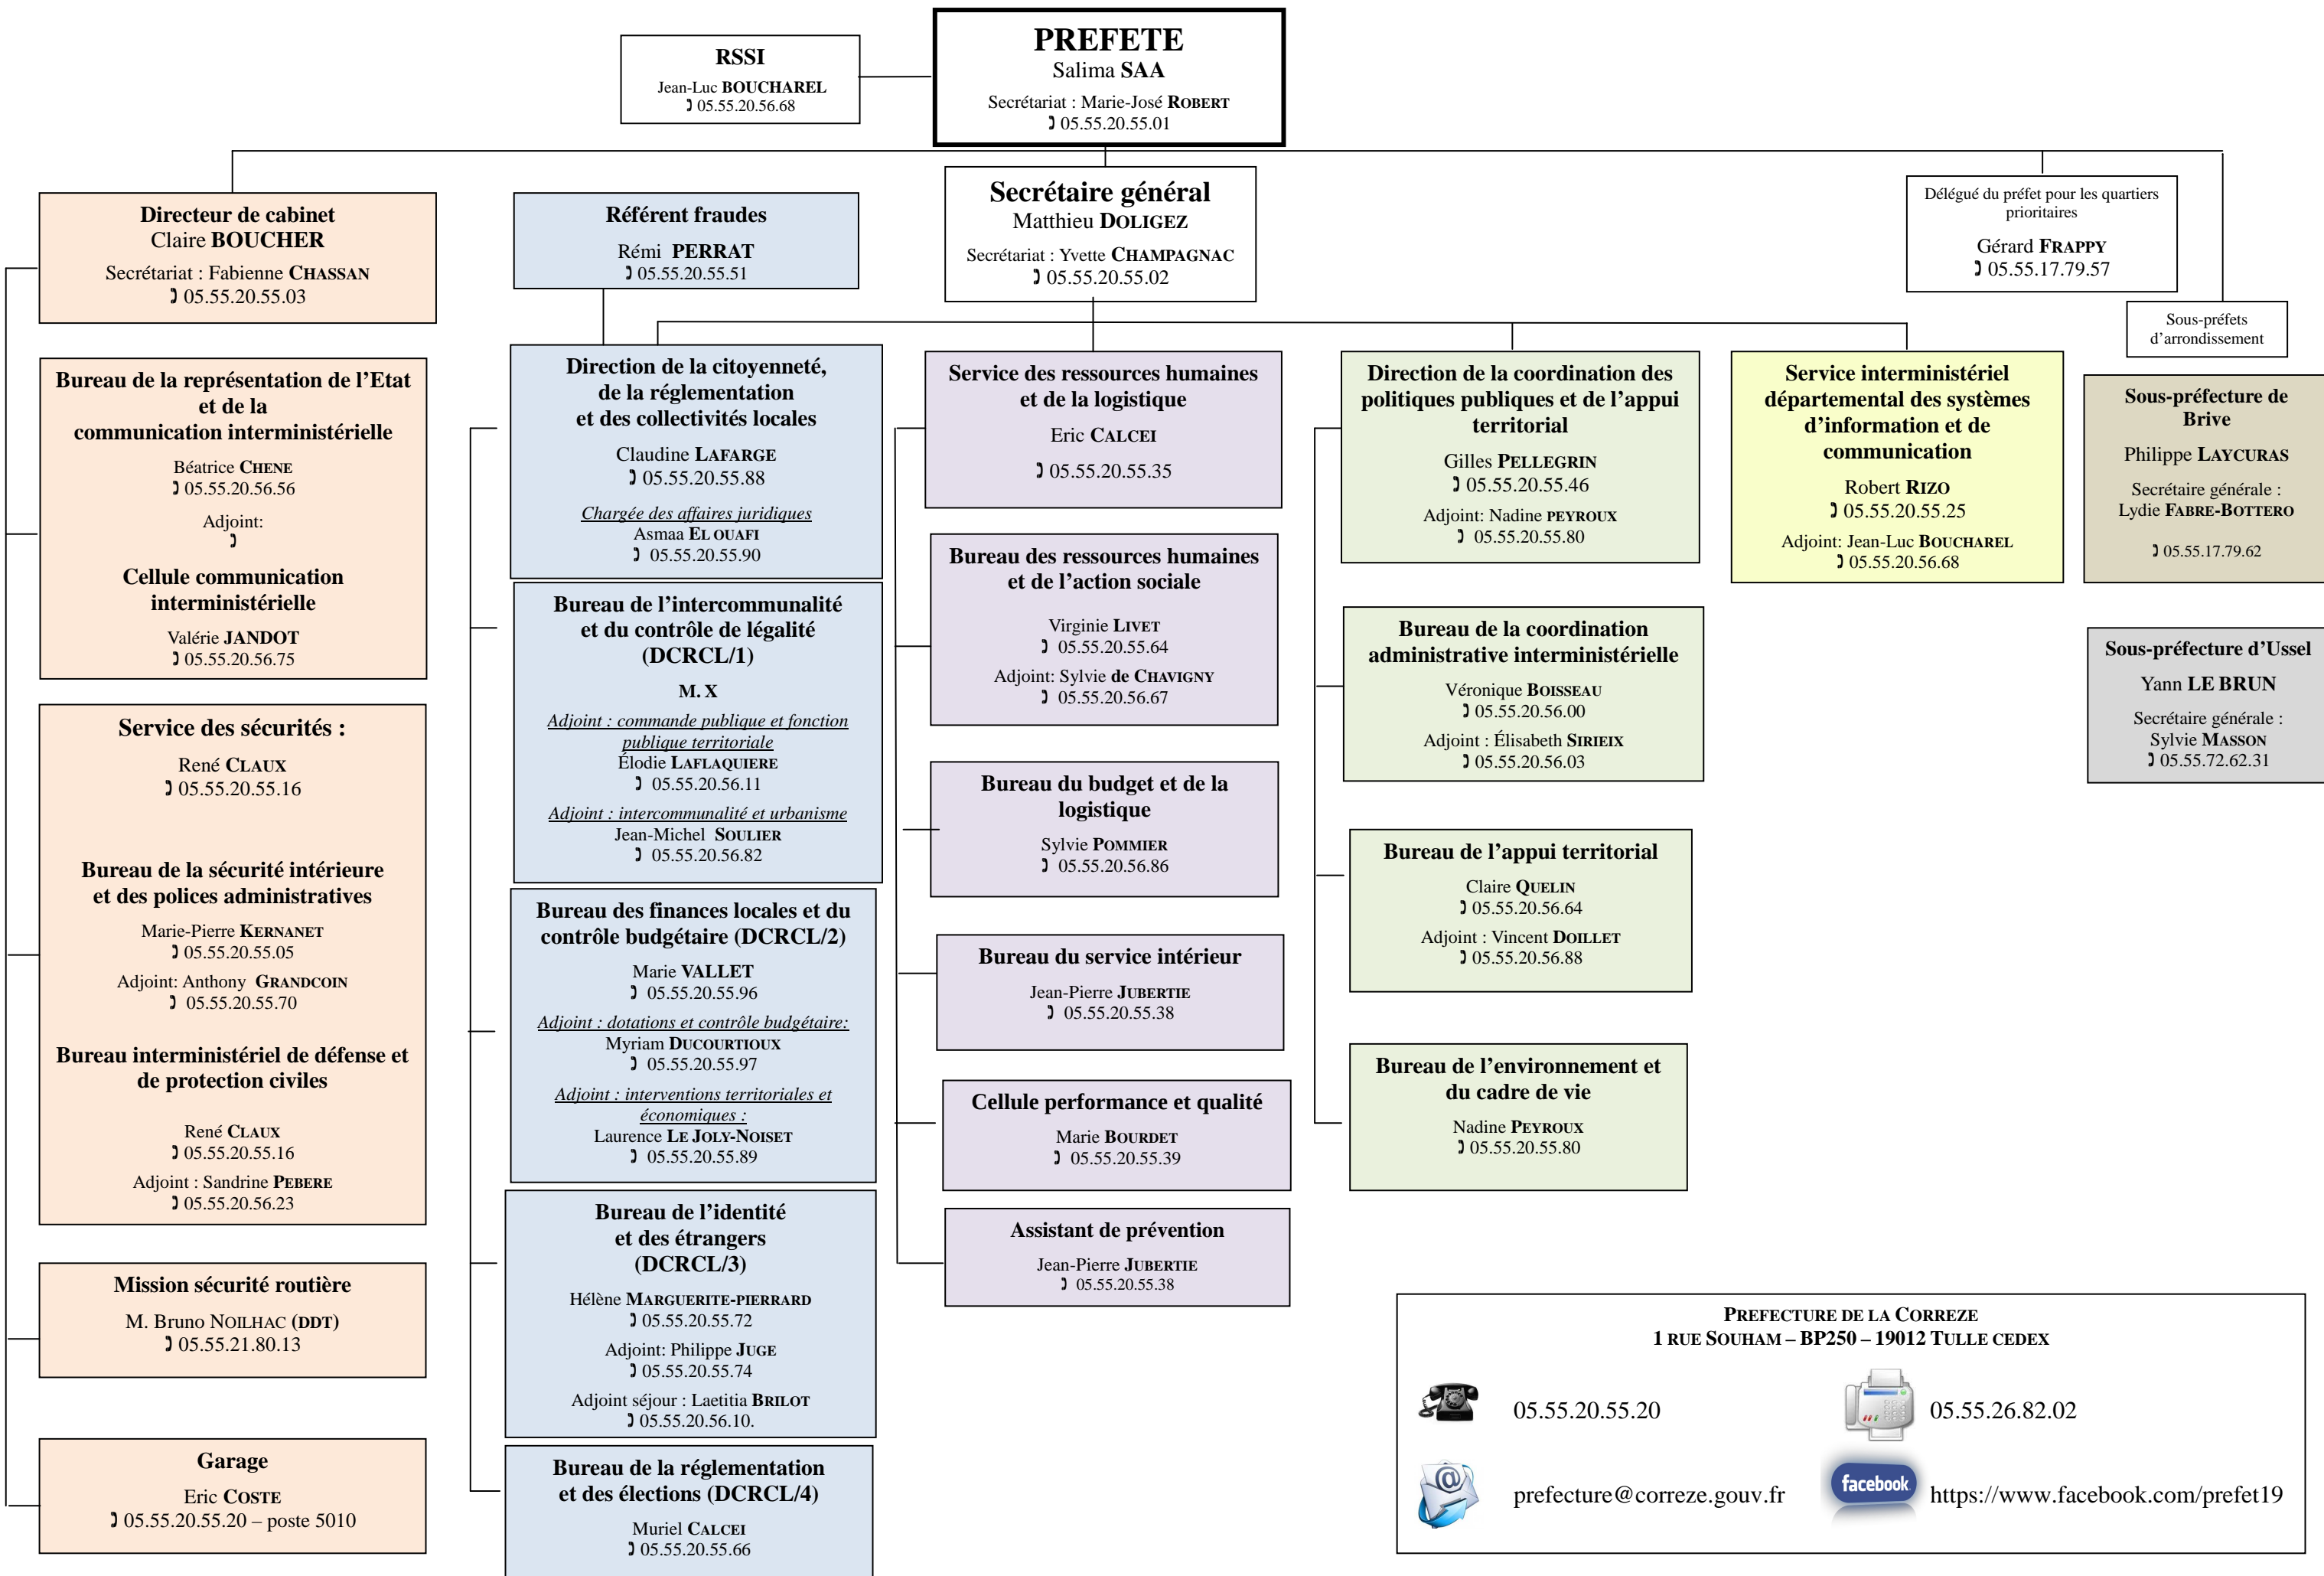 RSSI
Jean-Luc BOUCHAREL
05.55.20.56.68
PREFETE
Salima SAA
Secrétariat : Marie-José ROBERT
05.55.20.55.01
Directeur de cabinet
Claire BOUCHER
Secrétariat : Fabienne CHASSAN
05.55.20.55.03
Référent fraudes
Rémi PERRAT
05.55.20.55.51
Secrétaire général
Matthieu DOLIGEZ
Secrétariat : Yvette CHAMPAGNAC
05.55.20.55.02
Délégué du préfet pour les quartiers
prioritaires
Gérard FRAPPY
05.55.17.79.57
Sous-préfets
d’arrondissement
Bureau de la représentation de l’Etat
et de la
communication interministérielle
Béatrice CHENE
05.55.20.56.56
Adjoint:
Cellule communication
interministérielle
Valérie JANDOT
05.55.20.56.75
Service des sécurités :
René CLAUX
05.55.20.55.16
Bureau de la sécurité intérieure
et des polices administratives
Marie-Pierre KERNANET
05.55.20.55.05
Adjoint: Anthony GRANDCOIN
05.55.20.55.70
Bureau interministériel de défense et
de protection civiles
René CLAUX
05.55.20.55.16
Adjoint : Sandrine PEBERE
05.55.20.56.23
Mission sécurité routière
M. Bruno NOILHAC (DDT)
05.55.21.80.13
Garage
Eric COSTE
05.55.20.55.20 – poste 5010
Direction de la citoyenneté,
de la réglementation
et des collectivités locales
Claudine LAFARGE
05.55.20.55.88
Chargée des affaires juridiques
Asmaa EL OUAFI
05.55.20.55.90
Bureau de l’intercommunalité
et du contrôle de légalité
(DCRCL/1)
M. X
Adjoint : commande publique et fonction
publique territoriale
Élodie LAFLAQUIERE
05.55.20.56.11
Adjoint : intercommunalité et urbanisme
Jean-Michel SOULIER
05.55.20.56.82
Bureau des finances locales et du
contrôle budgétaire (DCRCL/2)
Marie VALLET
05.55.20.55.96
Adjoint : dotations et contrôle budgétaire:
Myriam DUCOURTIOUX
05.55.20.55.97
Adjoint : interventions territoriales et
économiques :
Laurence LE JOLY-NOISET
05.55.20.55.89
Bureau de l’identité
et des étrangers
(DCRCL/3)
Hélène MARGUERITE-PIERRARD
05.55.20.55.72
Adjoint: Philippe JUGE
05.55.20.55.74
Adjoint séjour : Laetitia BRILOT
05.55.20.56.10.
Bureau de la réglementation
et des élections (DCRCL/4)
Muriel CALCEI
05.55.20.55.66
Service des ressources humaines
et de la logistique
Eric CALCEI
05.55.20.55.35
Bureau des ressources humaines
et de l’action sociale
Virginie LIVET
05.55.20.55.64
Adjoint: Sylvie de CHAVIGNY
05.55.20.56.67
Bureau du budget et de la
logistique
Sylvie POMMIER
05.55.20.56.86
Bureau du service intérieur
Jean-Pierre JUBERTIE
05.55.20.55.38
Cellule performance et qualité
Marie BOURDET
05.55.20.55.39
Assistant de prévention
Jean-Pierre JUBERTIE
05.55.20.55.38
Direction de la coordination des
politiques publiques et de l’appui
territorial
Gilles PELLEGRIN
05.55.20.55.46
Adjoint: Nadine PEYROUX
05.55.20.55.80
Bureau de la coordination
administrative interministérielle
Véronique BOISSEAU
05.55.20.56.00
Adjoint : Élisabeth SIRIEIX
05.55.20.56.03
Bureau de l’appui territorial
Claire QUELIN
05.55.20.56.64
Adjoint : Vincent DOILLET
05.55.20.56.88
Bureau de l’environnement et
du cadre de vie
Nadine PEYROUX
05.55.20.55.80
Service interministériel
départemental des systèmes
d’information et de
communication
Robert RIZO
05.55.20.55.25
Adjoint: Jean-Luc BOUCHAREL
05.55.20.56.68
Sous-préfecture de
Brive
Philippe LAYCURAS
Secrétaire générale :
Lydie FABRE-BOTTERO
05.55.17.79.62
Sous-préfecture d’Ussel
Yann LE BRUN
Secrétaire générale :
Sylvie MASSON
05.55.72.62.31
PREFECTURE DE LA CORREZE
1 RUE SOUHAM – BP250 – 19012 TULLE CEDEX
05.55.20.55.20
05.55.26.82.02
@
prefecture@correze.gouv.fr
facebook
https://www.facebook.com/prefet19